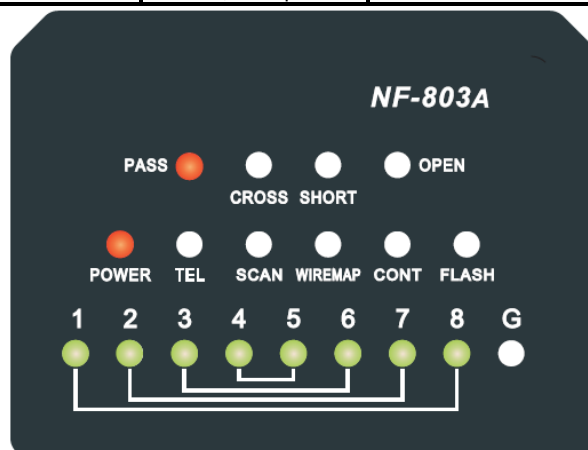 NF-803A
PASS OPEN
CROSS SHORT
POWER TEL SCAN WIREMAP CONT FLASH
1 2 3 4 5 6 7 8 G